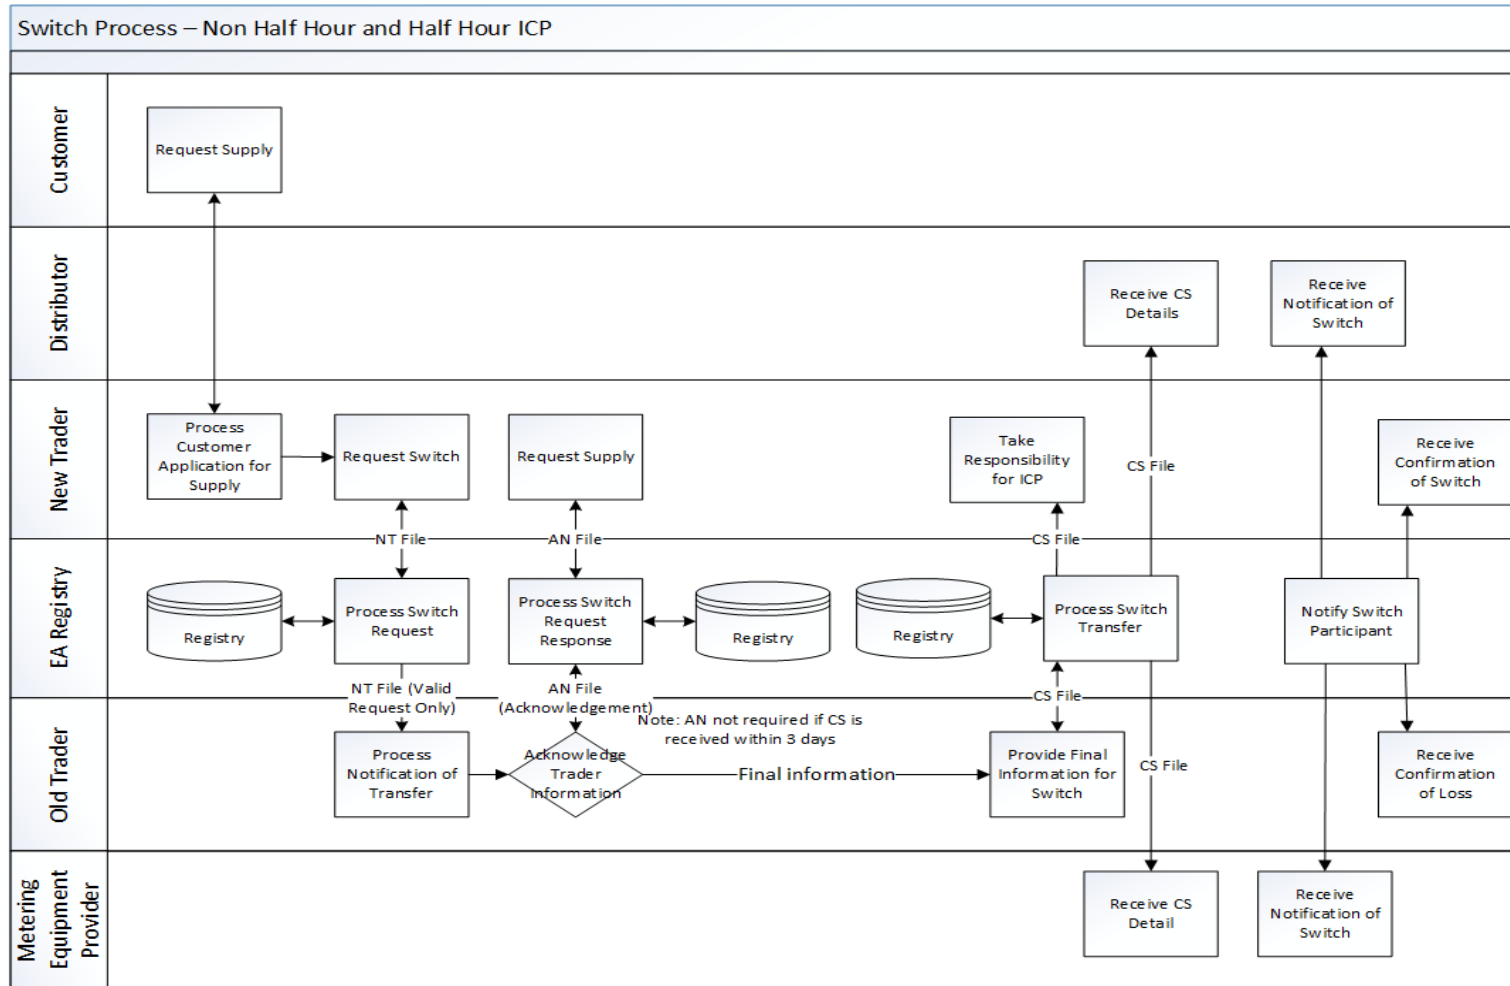 Switch Process – Non Half Hour and Half Hour ICP
Customer
Request Supply
Distributor
Receive CS
Details
Receive
Notification of
Switch
New Trader
Process
Customer
Application for
Supply
Request Switch
Request Supply
Take
Responsibility
for ICP
CS File
Receive
Confirmation
of Switch
NT File
AN File
CS File
EA Registry
Registry
Process Switch
Request
Process Switch
Request
Response
Registry
Registry
Process Switch
Transfer
Notify Switch
Participant
NT File (Valid
Request Only)
AN File
(Acknowledgement)
CS File
Old Trader
Note: AN not required if CS is
received within 3 days
Process
Notification of
Transfer
Acknowledge
Trader
Information
Final information
Provide Final
Information for
Switch
CS File
Receive
Confirmation
of Loss
Metering
Equipment
Provider
Receive CS
Detail
Receive
Notification of
Switch